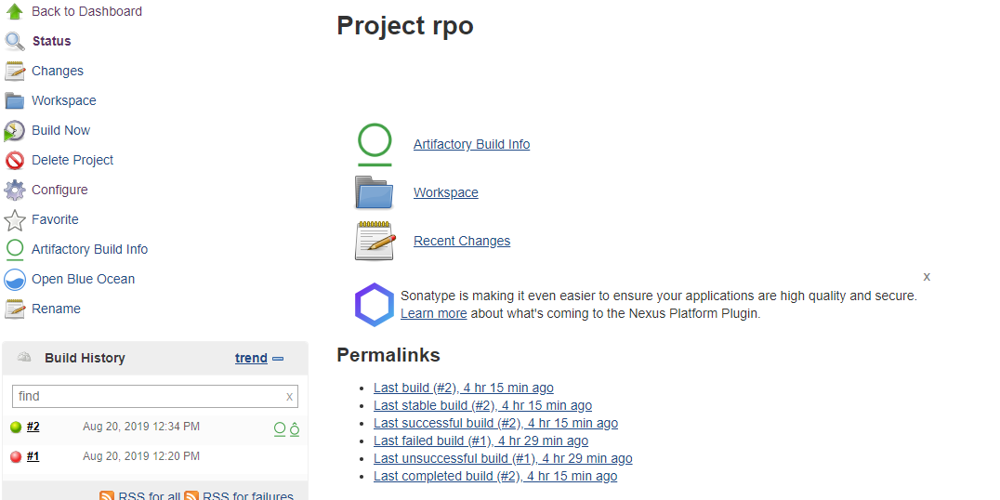 Back to Dashboard
Status
Changes
Workspace
Build Now
Delete Project
Configure
Favorite
Artifactory Build Info
Open Blue Ocean
Rename
Build History trend
find x
#2 Aug 20, 2019 12:34 PM
#1 Aug 20, 2019 12:20 PM
RSS for all RSS for failures
Project rpo
Artifactory Build Info
Workspace
Recent Changes
x
Sonatype is making it even easier to ensure your applications are high quality and secure.
Learn more about what's coming to the Nexus Platform Plugin.
Permalinks
Last build (#2), 4 hr 15 min ago
Last stable build (#2), 4 hr 15 min ago
Last successful build (#2), 4 hr 15 min ago
Last failed build (#1), 4 hr 29 min ago
Last unsuccessful build (#1), 4 hr 29 min ago
Last completed build (#2), 4 hr 15 min ago